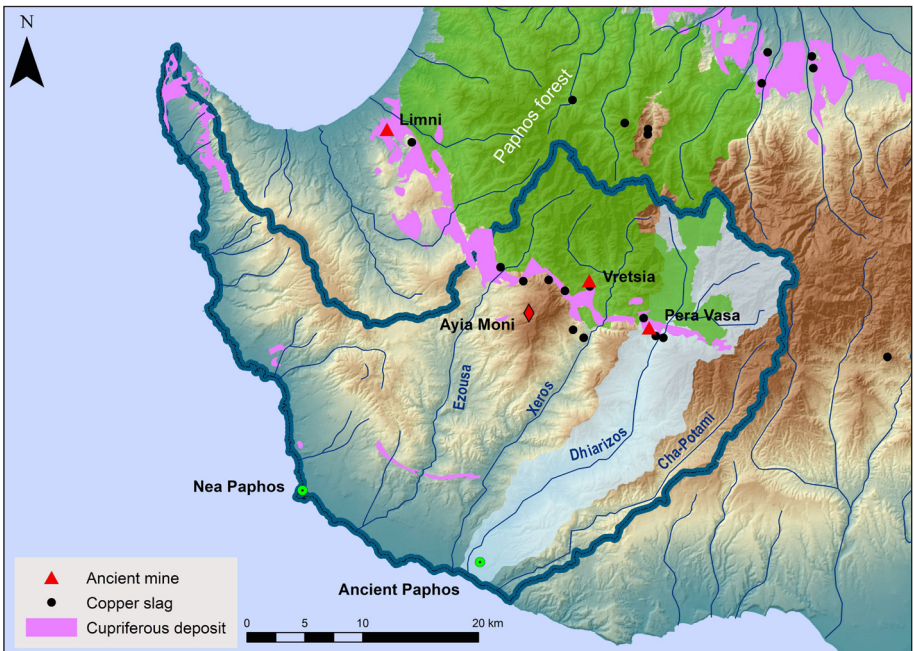 N
Limni
Paphos forest
Vretsia
Ayia Moni
Pera Vasa
Ezousa
Xeros
Dhiarizos
Cha-Potami
Nea Paphos
Ancient Paphos
Ancient mine
Copper slag
Cupriferous deposit
0 5 10 20 km